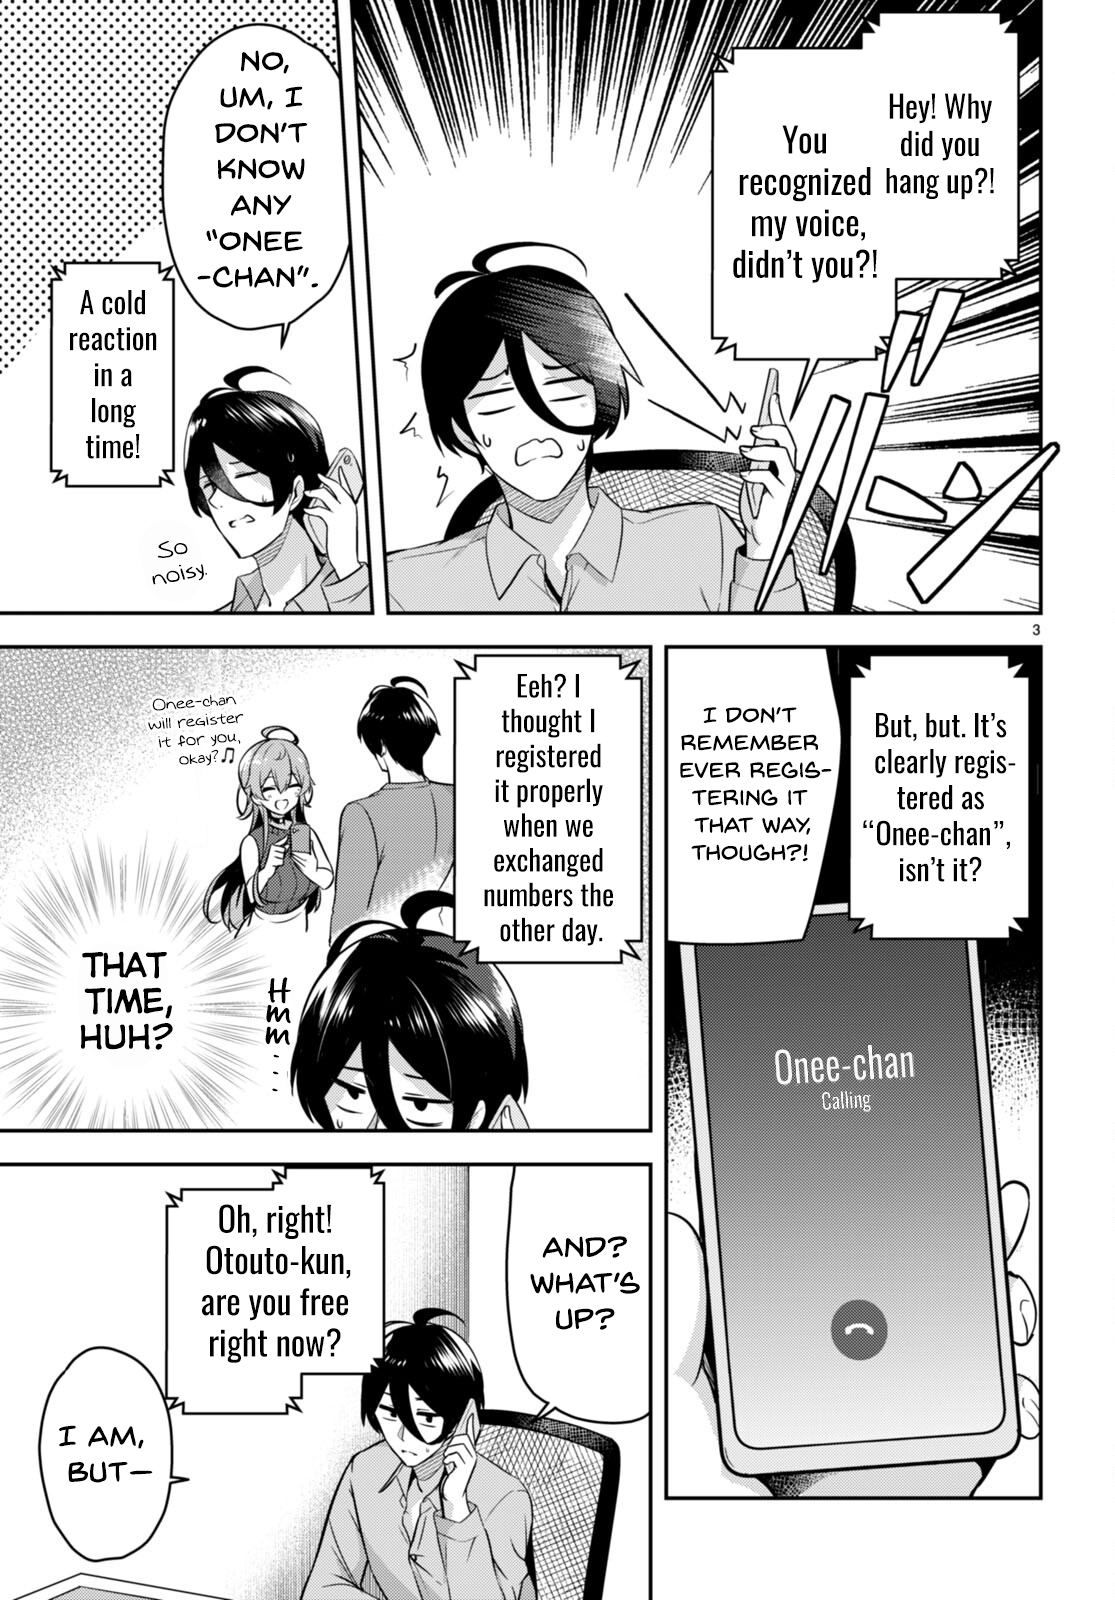 Hey! Why
did you
hang up?!
You
recognized
my voice,
didn't you?!
NO,
UM, I
DON'T
KNOW
ANY
"ONEE
-CHAN".
A cold
reaction
in a
long
time!
So
noisy.
3
But, but. It's
clearly regis-
tered as
"Onee-chan",
isn't it?
I DON'T
REMEMBER
EVER REGIS-
TERING IT
THAT WAY,
THOUGH?!
Onee-chan
Calling
Eeh? I
thought I
registered
it properly
when we
exchanged
numbers the
other day.
Onee-chan
will register
it for you,
okay?♫
Hmm....
THAT
TIME,
HUH?
AND?
WHAT'S
UP?
Oh, right!
Otouto-kun,
are you free
right now?
I AM,
BUT—